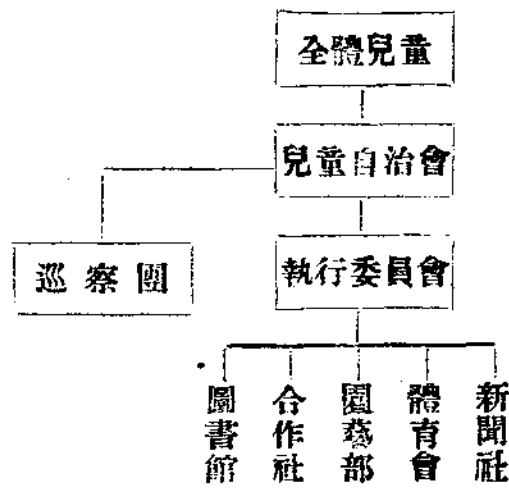 全體兒童
兒童自治會
巡察團
執行委員會
圖書館
合作社
園藝部
體育會
新聞社